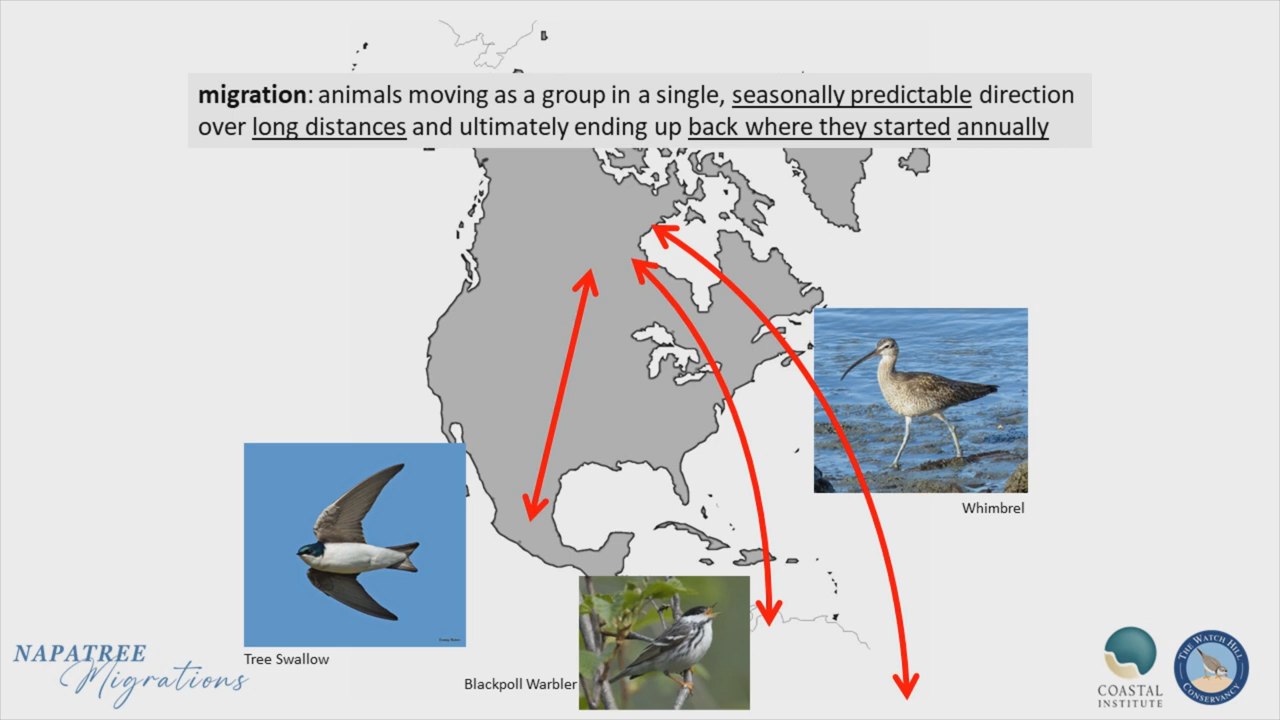 migration: animals moving as a group in a single, seasonally predictable direction
over long distances and ultimately ending up back where they started annually
Whimbrel
Tree Swallow
Blackpoll Warbler
NAPATREE
Migrations
COASTAL
INSTITUTE
THE WATCH HILL
CONSERVANCY